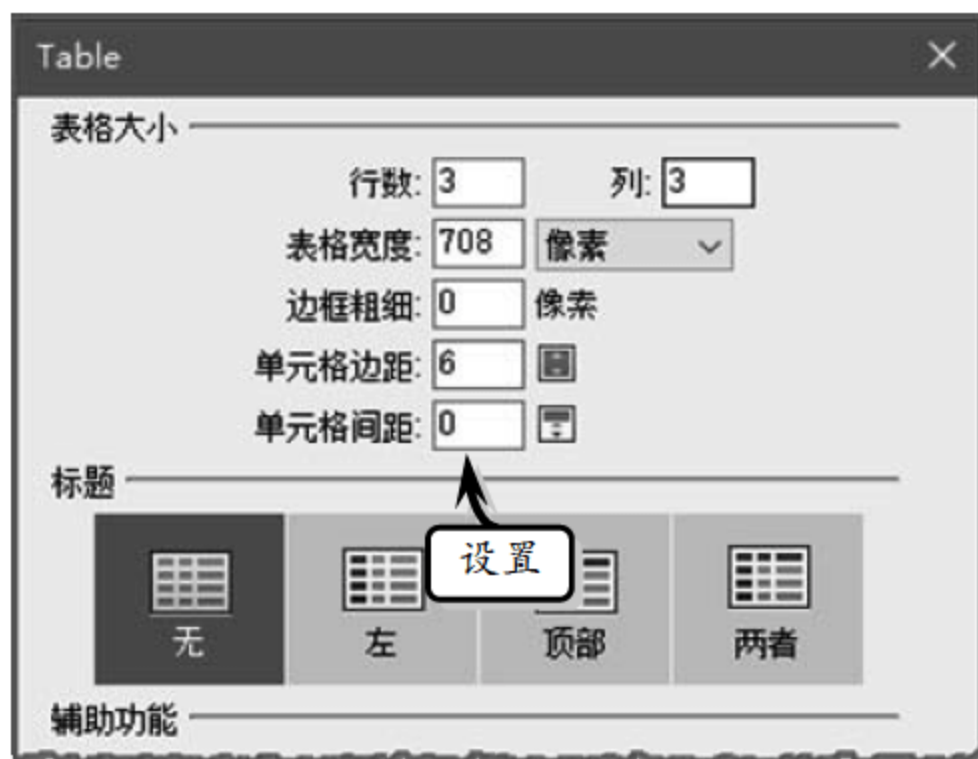 Table
表格大小
行数: 3 列: 3
表格宽度: 708 像素
边框粗细: 0 像素
单元格边距: 6
单元格间距: 0
标题
设置
无 左 顶部 两者
辅助功能